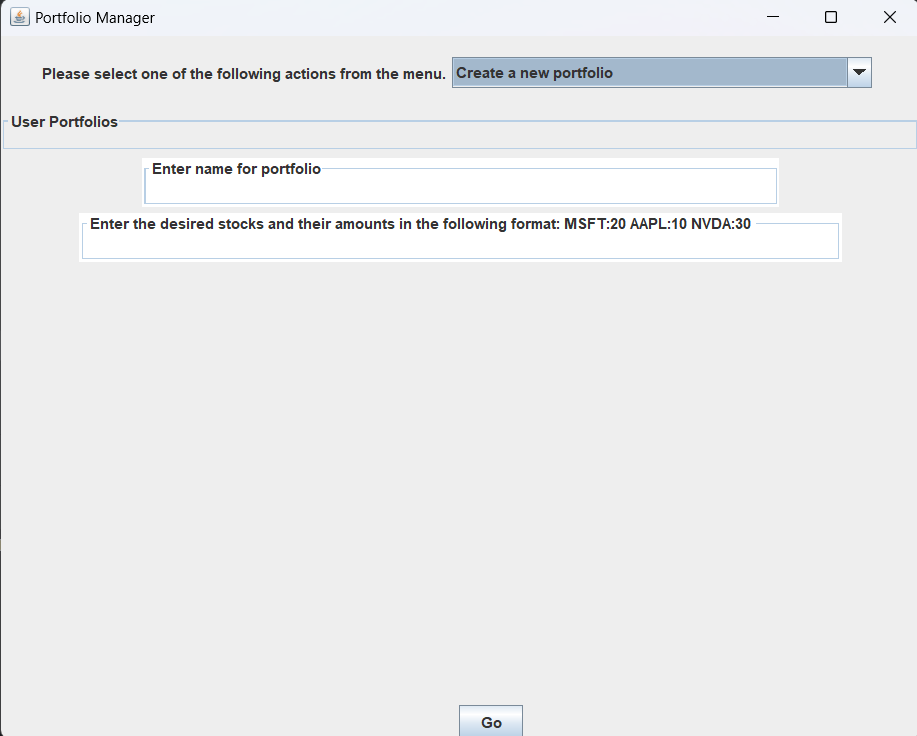 Portfolio Manager
Please select one of the following actions from the menu. Create a new portfolio
User Portfolios
Enter name for portfolio
Enter the desired stocks and their amounts in the following format: MSFT:20 AAPL:10 NVDA:30
Go